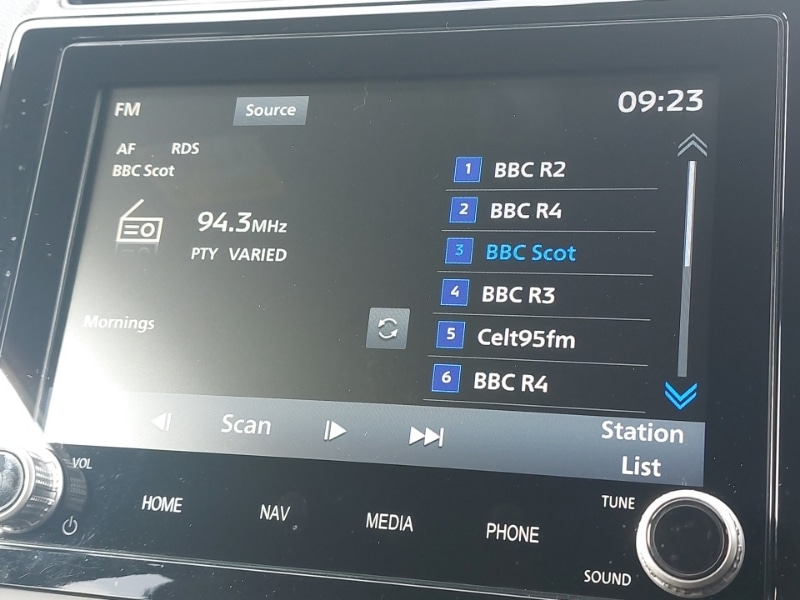 FM
Source
09:23
AF RDS
BBC Scot
94.3MHz
PTY VARIED
Mornings
1 BBC R2
2 BBC R4
3 BBC Scot
4 BBC R3
5 Celt95fm
6 BBC R4
Scan
Station
List
VOL
HOME
NAV
MEDIA
PHONE
TUNE
SOUND